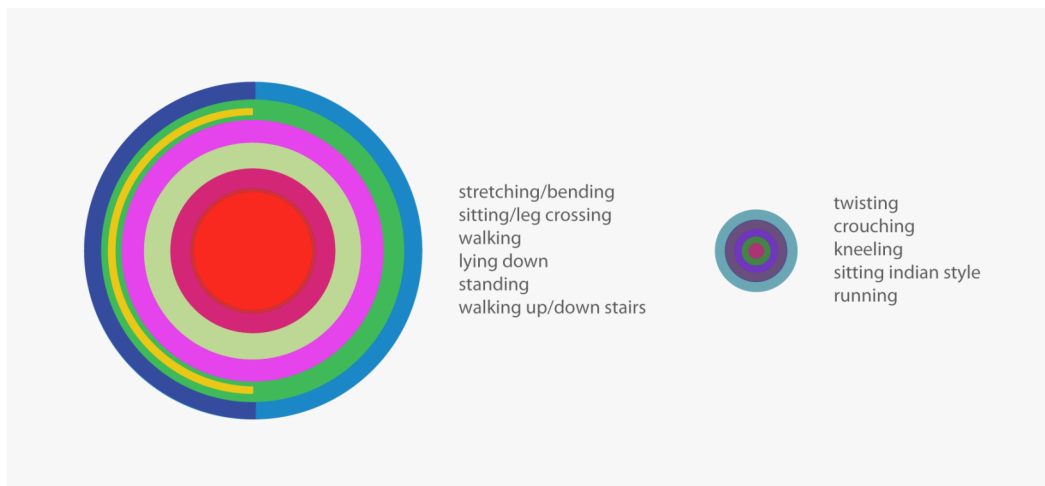 stretching/bending
sitting/leg crossing
walking
lying down
standing
walking up/down stairs
twisting
crouching
kneeling
sitting indian style
running